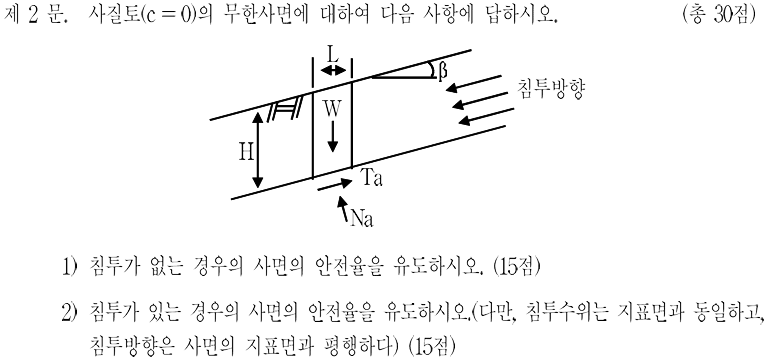 제 2 문. 사질토(c = 0)의 무한사면에 대하여 다음 사항에 답하시오. (총 30점)
L
β
침투방향
W
H
Ta
Na
1) 침투가 없는 경우의 사면의 안전율을 유도하시오. (15점)
2) 침투가 있는 경우의 사면의 안전율을 유도하시오.(다만, 침투수위는 지표면과 동일하고,
침투방향은 사면의 지표면과 평행하다) (15점)